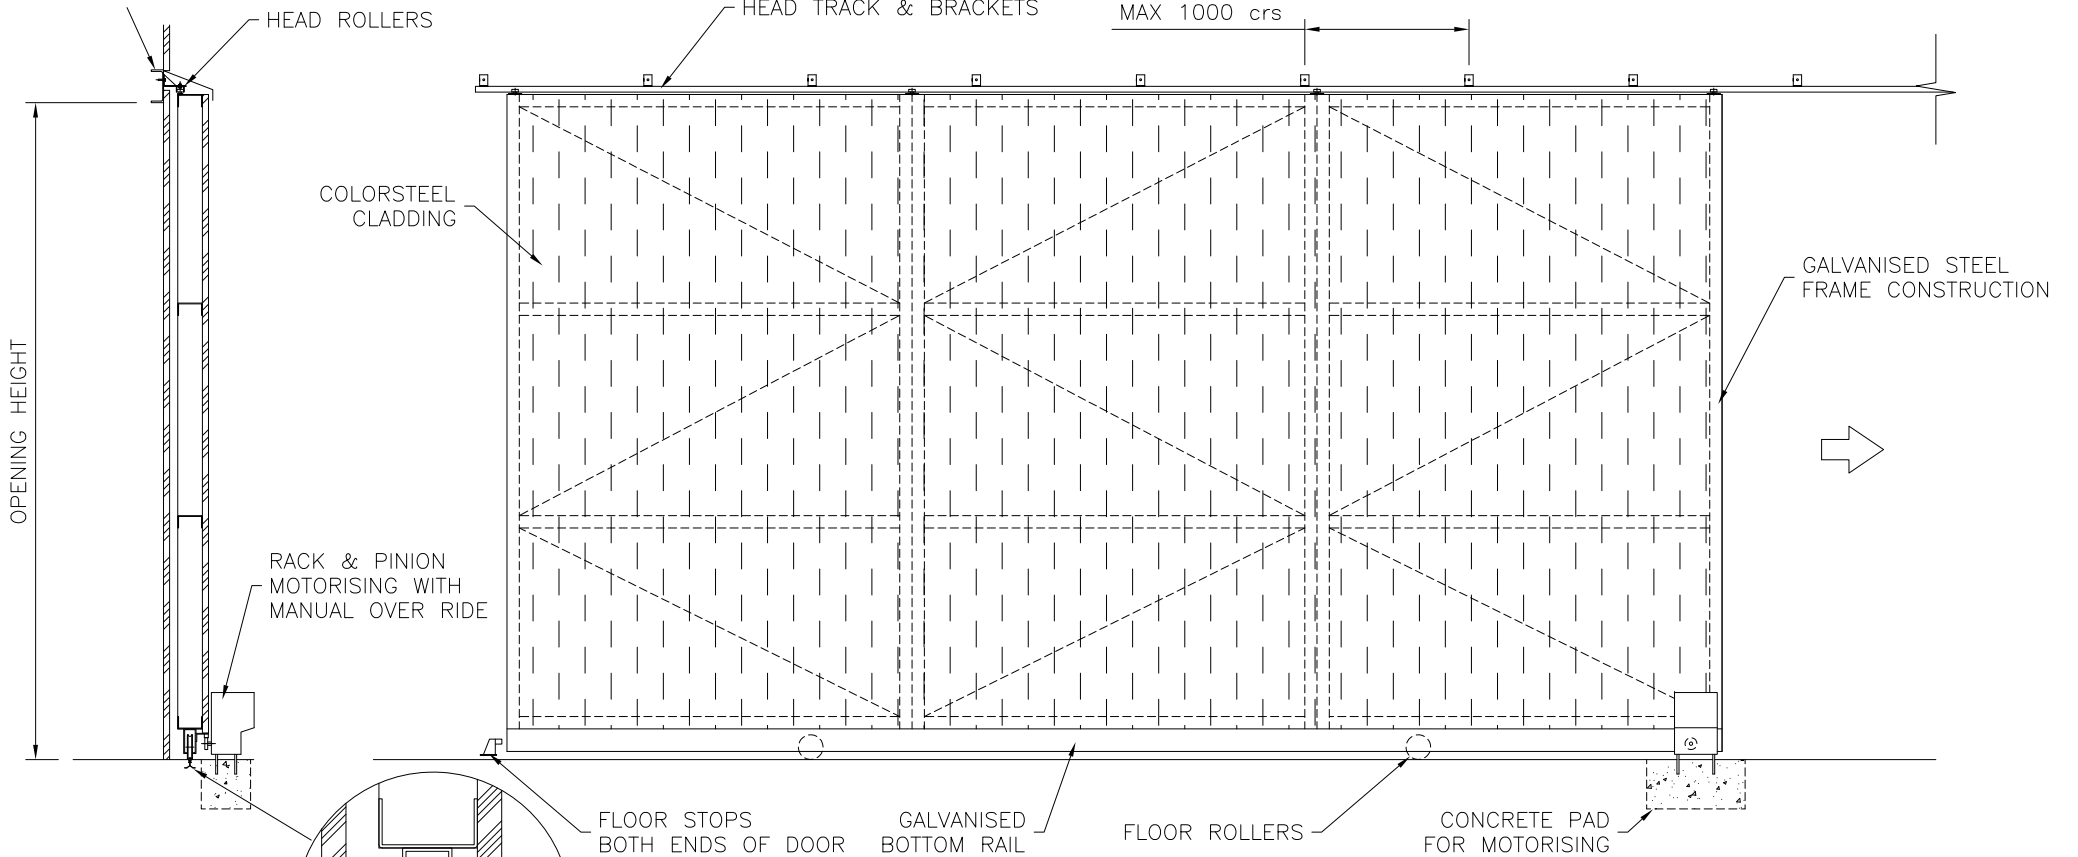 HEAD ROLLERS
HEAD TRACK & BRACKETS
MAX 1000 crs
COLORSTEEL
CLADDING
GALVANISED STEEL
FRAME CONSTRUCTION
OPENING HEIGHT
RACK & PINION
MOTORISING WITH
MANUAL OVER RIDE
FLOOR STOPS
BOTH ENDS OF DOOR
GALVANISED
BOTTOM RAIL
FLOOR ROLLERS
CONCRETE PAD
FOR MOTORISING